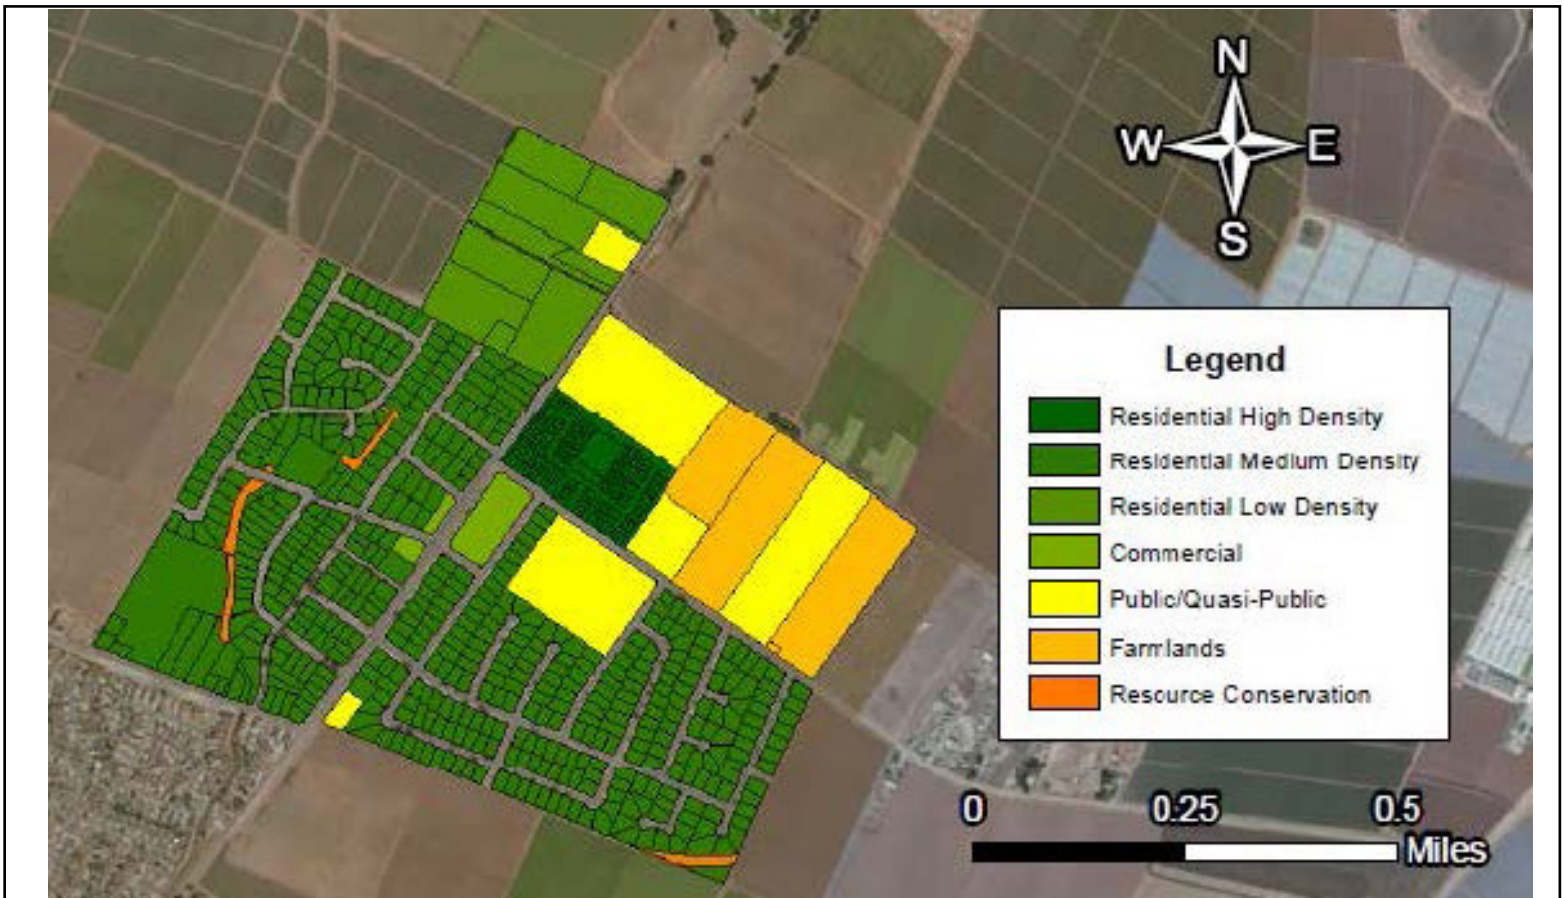 N
W E
S
Legend
Residential High Density
Residential Medium Density
Residential Low Density
Commercial
Public/Quasi-Public
Farmlands
Resource Conservation
0 0.25 0.5
Miles